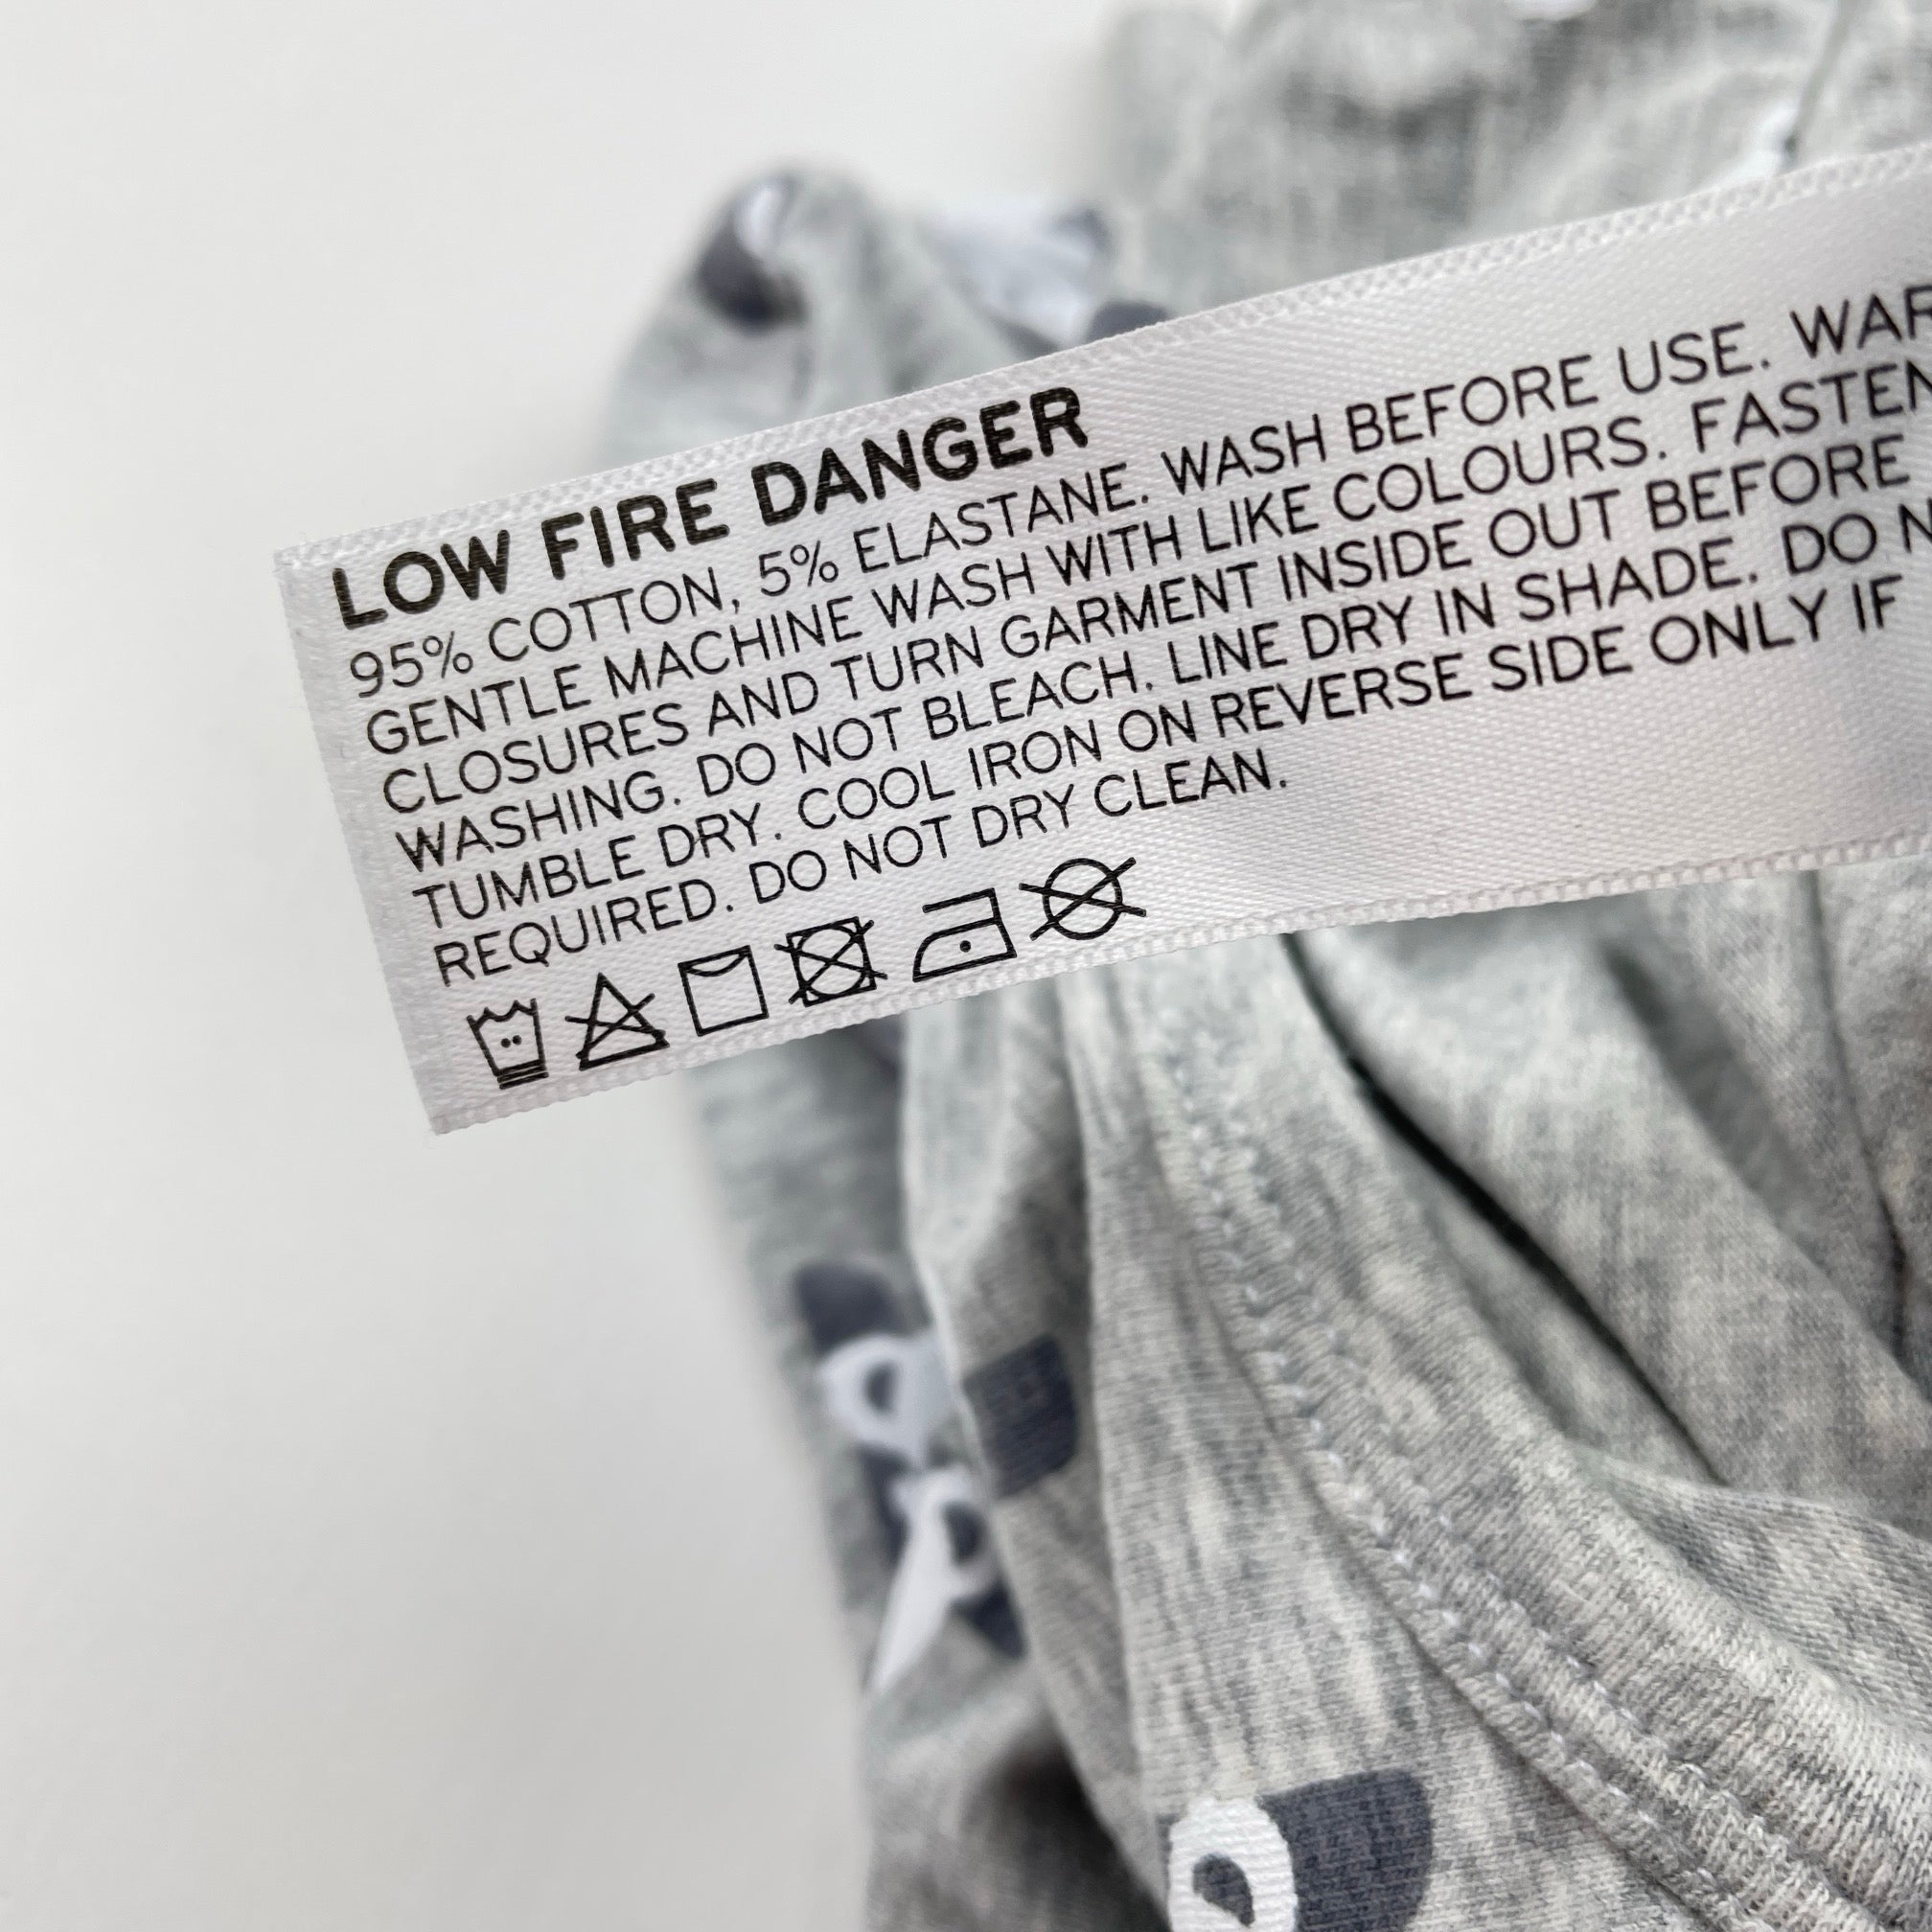 LOW FIRE DANGER
95% COTTON, 5% ELASTANE. WASH BEFORE USE.
GENTLE MACHINE WASH WITH LIKE COLOURS.
CLOSURES AND TURN GARMENT INSIDE OUT BEFORE
WASHING. DO NOT BLEACH. LINE DRY IN SHADE. DO
TUMBLE DRY. COOL IRON ON REVERSE SIDE ONLY IF
REQUIRED. DO NOT DRY CLEAN.